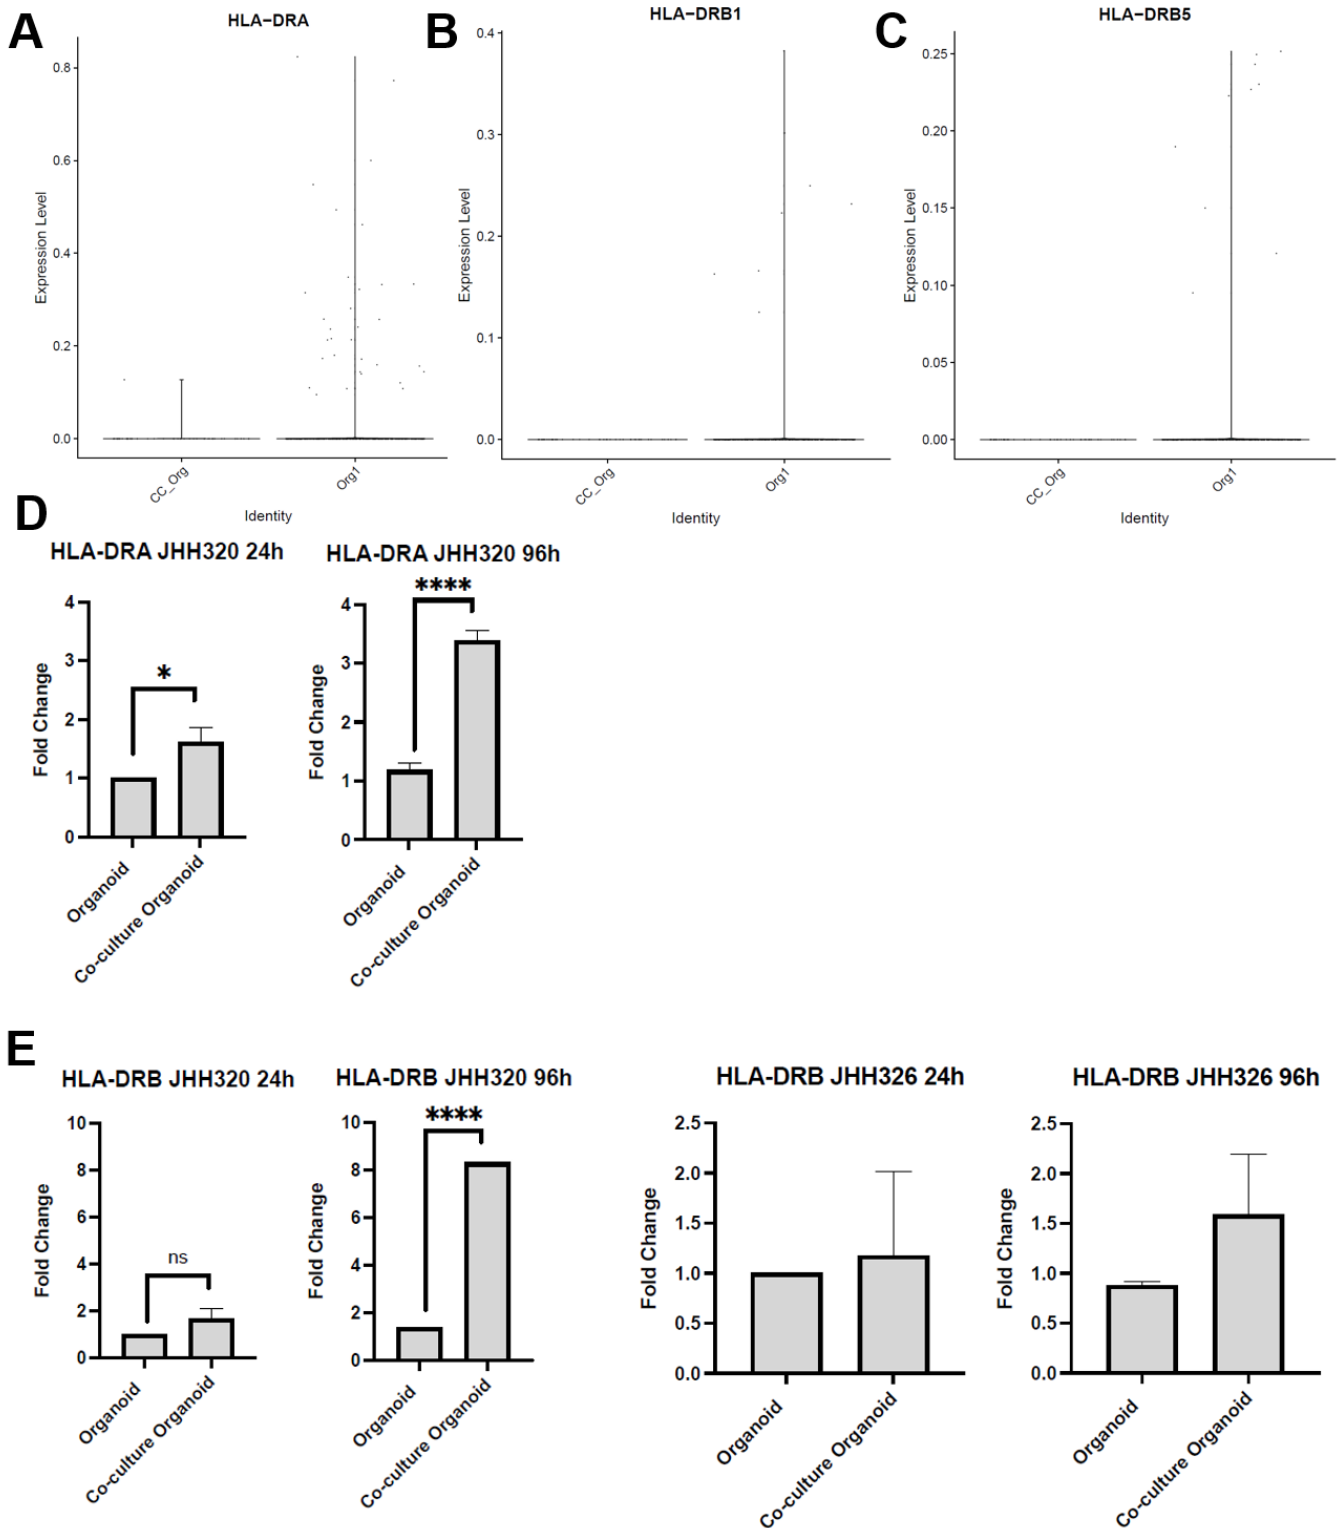 A
HLA−DRA
Expression Level
0.8
0.6
0.4
0.2
0.0
CC_Org
Org1
Identity
B
HLA−DRB1
Expression Level
0.4
0.3
0.2
0.1
0.0
CC_Org
Org1
Identity
C
HLA−DRB5
Expression Level
0.25
0.20
0.15
0.10
0.05
0.00
CC_Org
Org1
Identity
D
HLA-DRA JHH320 24h
Fold Change
4
3
2
1
0
*
Organoid
Co-culture Organoid
HLA-DRA JHH320 96h
Fold Change
4
3
2
1
0
****
Organoid
Co-culture Organoid
E
HLA-DRB JHH320 24h
Fold Change
10
8
6
4
2
0
ns
Organoid
Co-culture Organoid
HLA-DRB JHH320 96h
Fold Change
10
8
6
4
2
0
****
Organoid
Co-culture Organoid
HLA-DRB JHH326 24h
Fold Change
2.5
2.0
1.5
1.0
0.5
0.0
Organoid
Co-culture Organoid
HLA-DRB JHH326 96h
Fold Change
2.5
2.0
1.5
1.0
0.5
0.0
Organoid
Co-culture Organoid